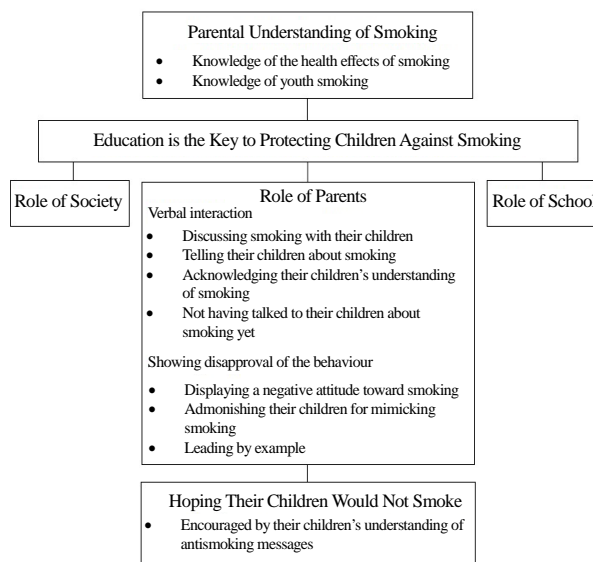 Parental Understanding of Smoking
• Knowledge of the health effects of smoking
• Knowledge of youth smoking
Education is the Key to Protecting Children Against Smoking
Role of Society
Role of Parents
Verbal interaction
• Discussing smoking with their children
• Telling their children about smoking
• Acknowledging their children’s understanding
of smoking
• Not having talked to their children about
smoking yet
Showing disapproval of the behaviour
• Displaying a negative attitude toward smoking
• Admonishing their children for mimicking
smoking
• Leading by example
Role of School
Hoping Their Children Would Not Smoke
• Encouraged by their children’s understanding of
antismoking messages